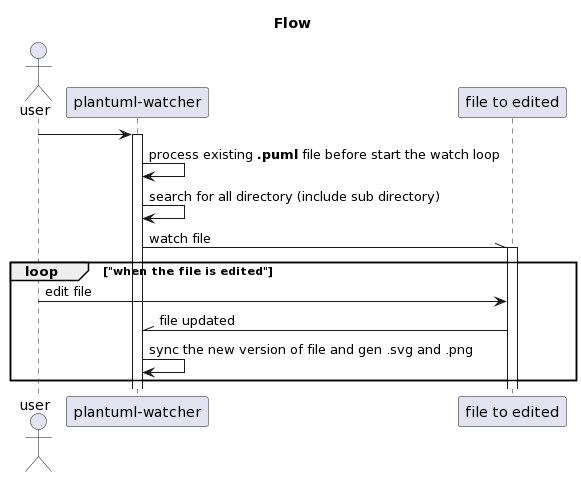 Flow
user
plantuml-watcher
file to edited
process existing .puml file before start the watch loop
search for all directory (include sub directory)
watch file
loop
["when the file is edited"]
edit file
file updated
sync the new version of file and gen .svg and .png
user
plantuml-watcher
file to edited